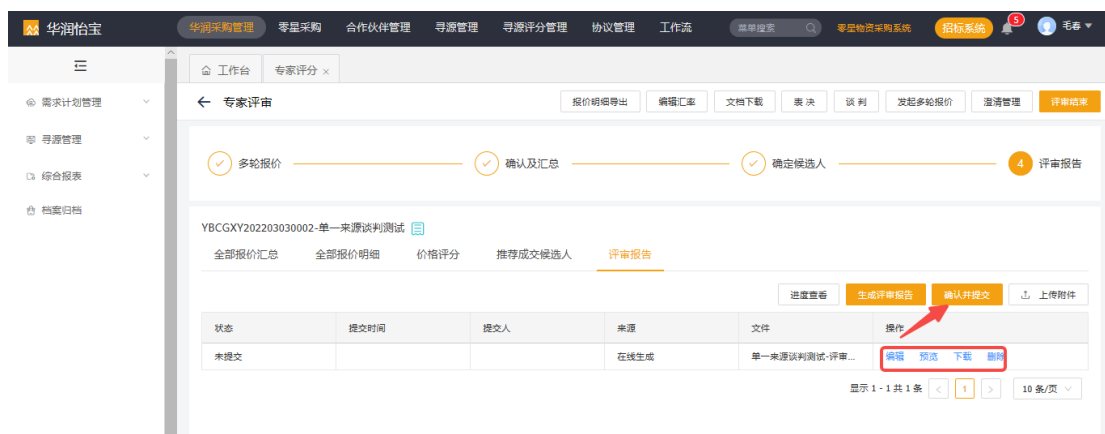 华润怡宝 华润采购管理 零星采购 合作伙伴管理 寻源管理 寻源评分管理 协议管理 工作流 菜单搜索 零星物资采购系统 招标系统 5 毛春
工作台 专家评分 ×
需求计划管理
寻源管理
综合报表
档案归档
← 专家评审 报价明细导出 编辑汇率 文档下载 表决 谈判 发起多轮报价 澄清管理 评审结束
多轮报价 确认及汇总 确定候选人 4 评审报告
YBCGXY202203030002-单一来源谈判测试
全部报价汇总 全部报价明细 价格评分 推荐成交候选人 评审报告
进度查看 生成评审报告 确认并提交 上传附件
状态 提交时间 提交人 来源 文件 操作
未提交 在线生成 单一来源谈判测试-评审... 编辑 预览 下载 删除
显示 1 - 1 共 1 条 < 1 > 10 条/页